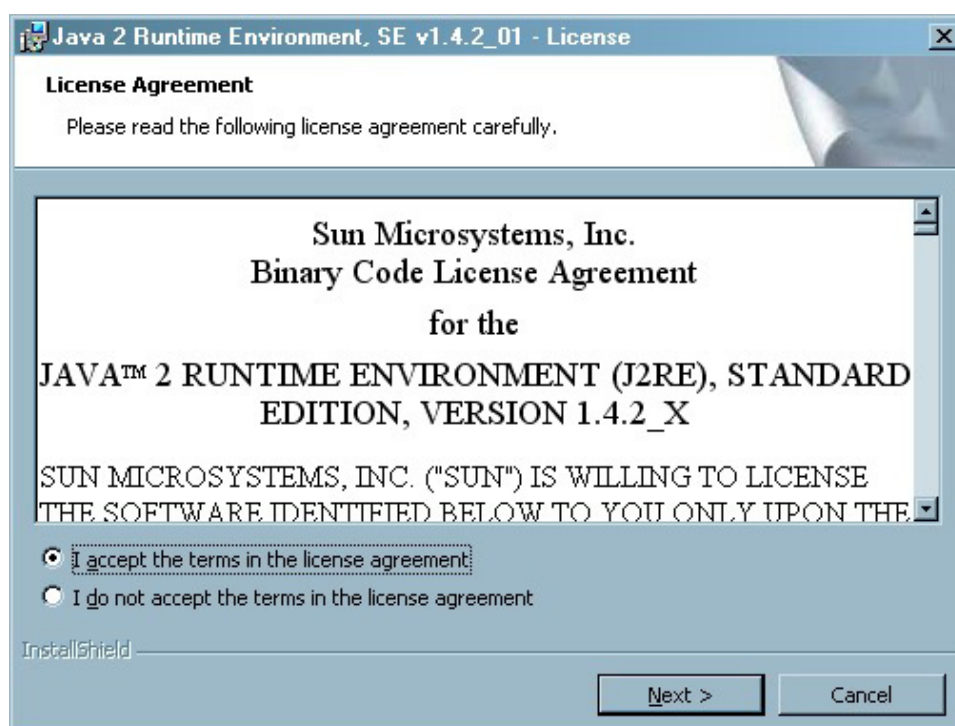 Java 2 Runtime Environment, SE v1.4.2_01 - License
License Agreement
Please read the following license agreement carefully.
Sun Microsystems, Inc.
Binary Code License Agreement
for the
JAVA™ 2 RUNTIME ENVIRONMENT (J2RE), STANDARD
EDITION, VERSION 1.4.2_X
SUN MICROSYSTEMS, INC. ("SUN") IS WILLING TO LICENSE
THE SOFTWARE IDENTIFIED BELOW TO YOU ONLY UPON THE
I accept the terms in the license agreement
I do not accept the terms in the license agreement
InstallShield
Next >
Cancel